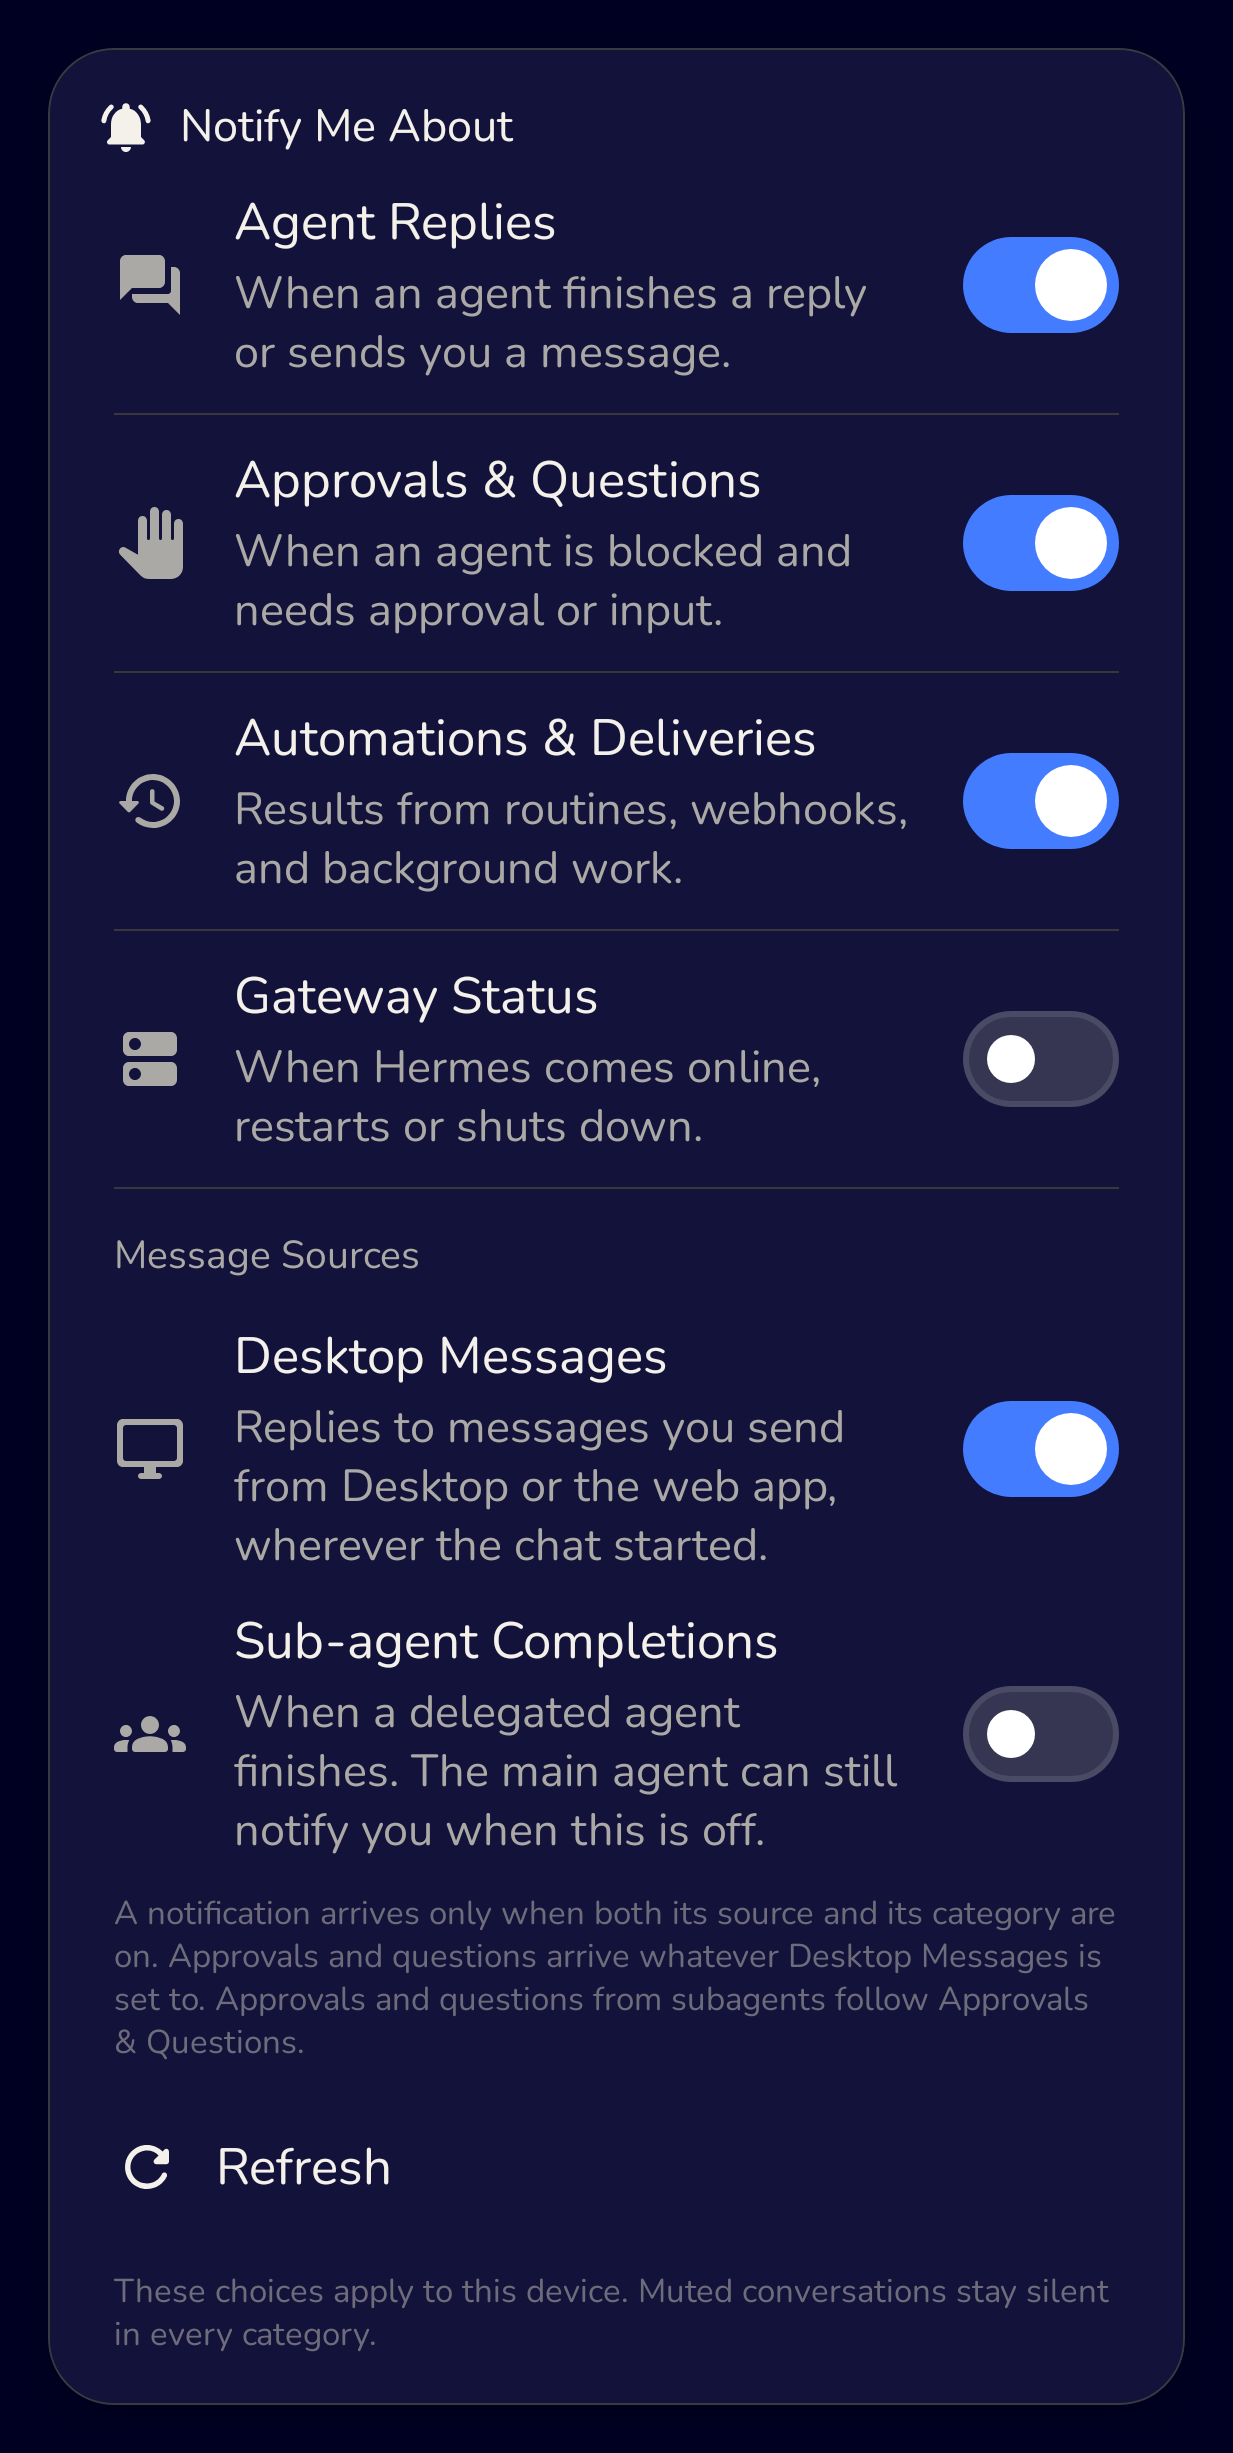 Notify Me About
Agent Replies
When an agent finishes a reply
or sends you a message.
Approvals & Questions
When an agent is blocked and
needs approval or input.
Automations & Deliveries
Results from routines, webhooks,
and background work.
Gateway Status
When Hermes comes online,
restarts or shuts down.
Message Sources
Desktop Messages
Replies to messages you send
from Desktop or the web app,
wherever the chat started.
Sub-agent Completions
When a delegated agent
finishes. The main agent can still
notify you when this is off.
A notification arrives only when both its source and its category are
on. Approvals and questions arrive whatever Desktop Messages is
set to. Approvals and questions from subagents follow Approvals
& Questions.
Refresh
These choices apply to this device. Muted conversations stay silent
in every category.